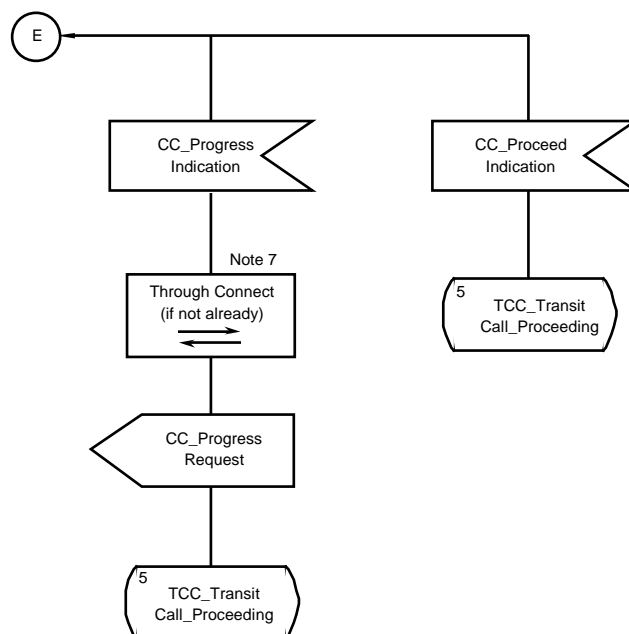 E
CC_Progress
Indication
CC_Proceed
Indication
Note 7
Through Connect
(if not already)
5
TCC_Transit
Call_Proceeding
CC_Progress
Request
5
TCC_Transit
Call_Proceeding